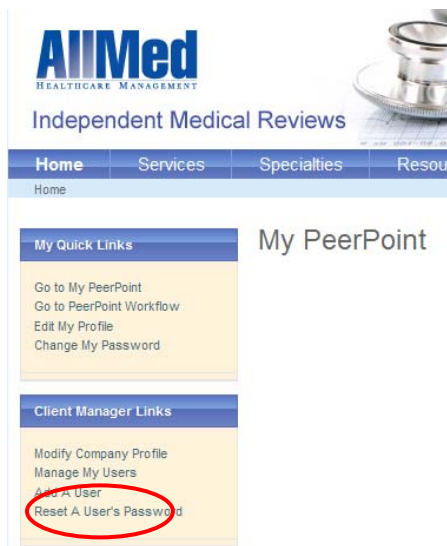 AllMed
HEALTHCARE MANAGEMENT
Independent Medical Reviews
Home Services Specialties Resou
Home
My Quick Links
My PeerPoint
Go to My PeerPoint
Go to PeerPoint Workflow
Edit My Profile
Change My Password
Client Manager Links
Modify Company Profile
Manage My Users
Add A User
Reset A User's Password